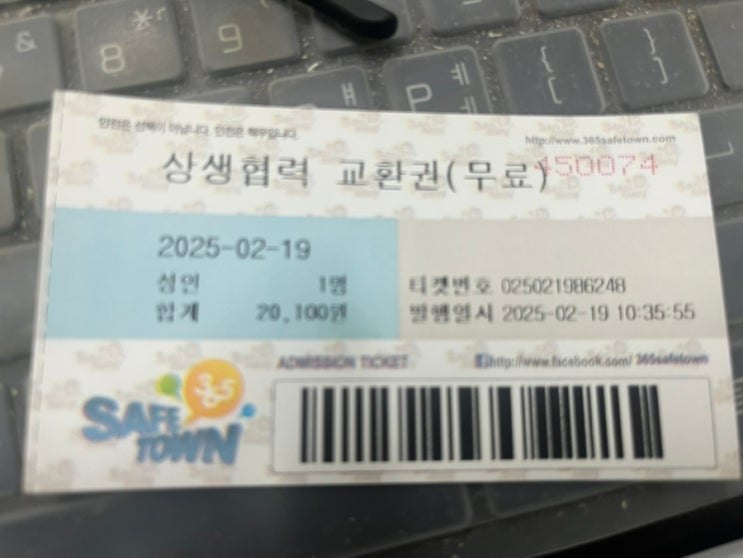 안전은 선택이 아닙니다. 안전은 책무입니다.
http://www.365safetown.com
상생협력 교환권(무료)
450074
2025-02-19
성인 1명
합계 20,100원
티켓번호 025021986248
발행일시 2025-02-19 10:35:55
ADMISSION TICKET
http://www.facebook.com/ 365safetown
365
SAFE
TOWN
&
8
*
9
ㅐ
ㅔ
ㅖ
P
{
[
}
]